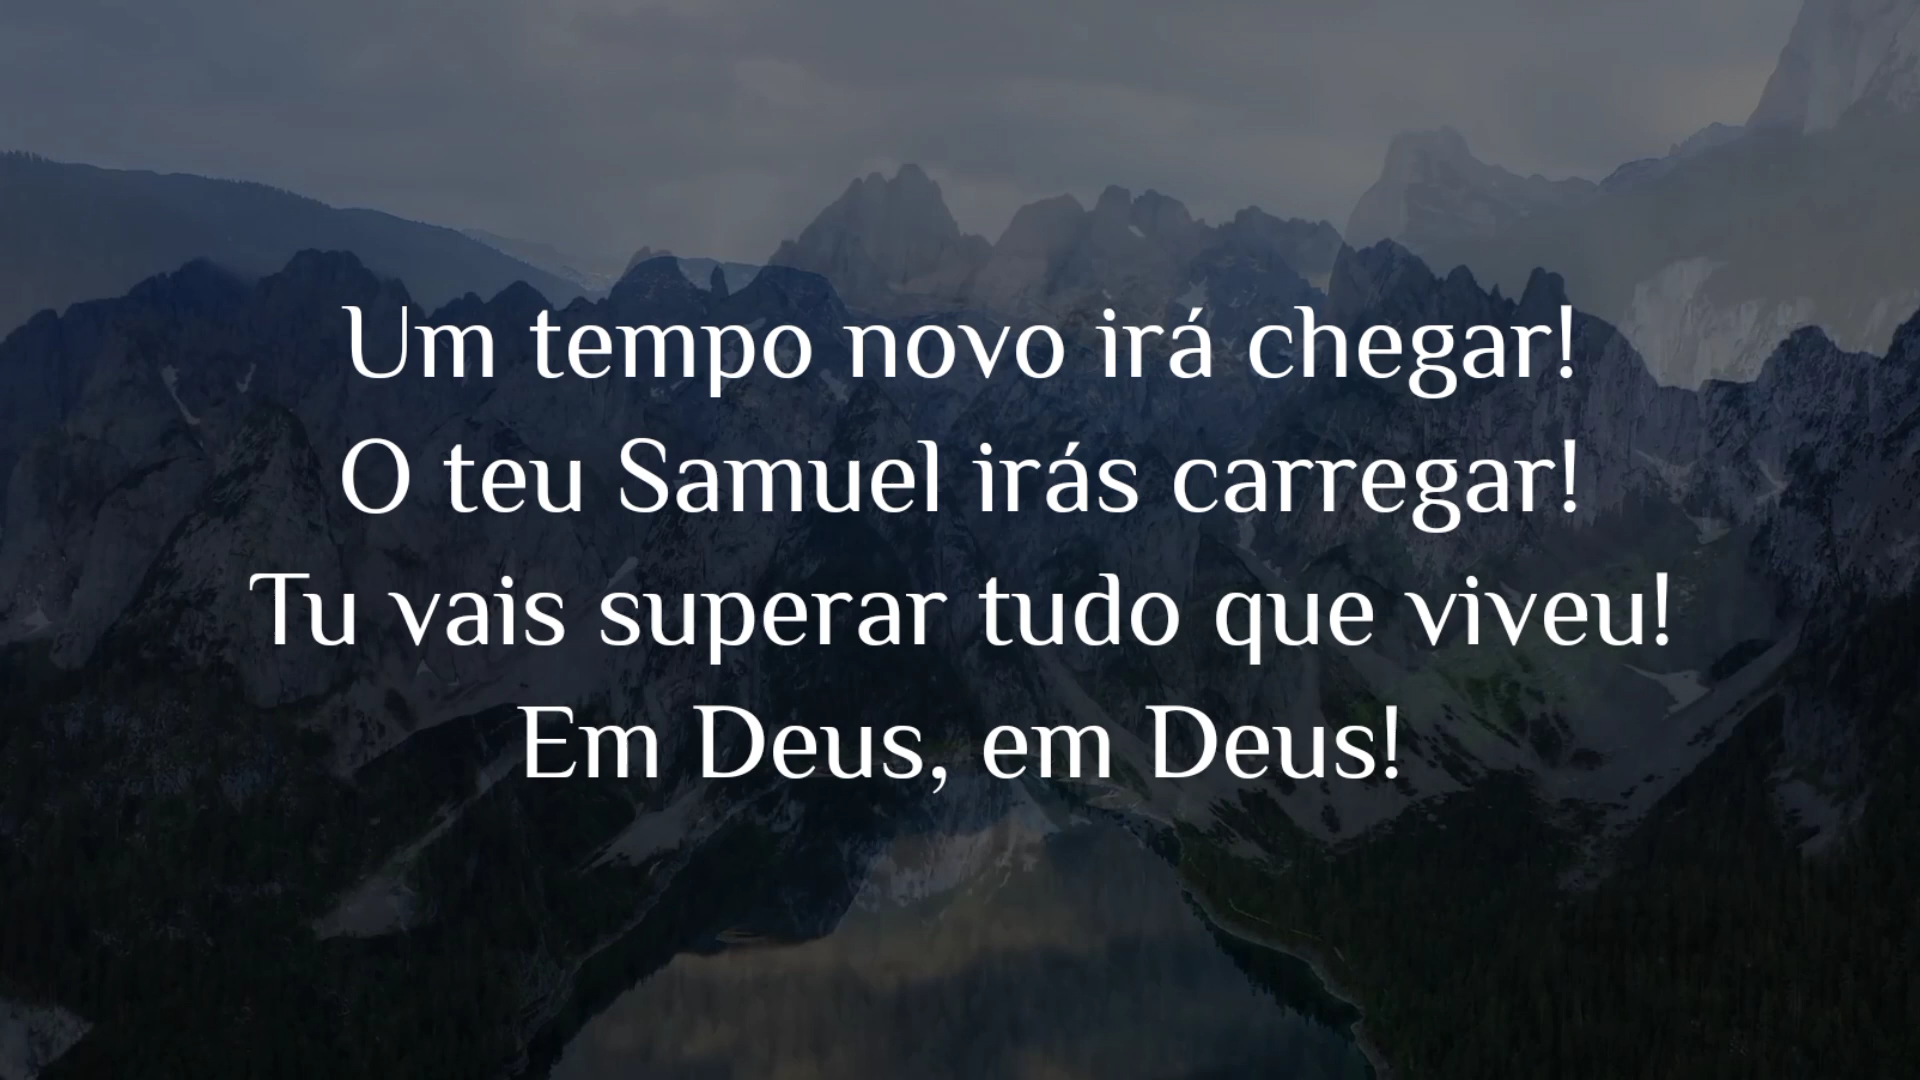 Um tempo novo irá chegar!
O teu Samuel irás carregar!
Tu vais superar tudo que viveu!
Em Deus, em Deus!